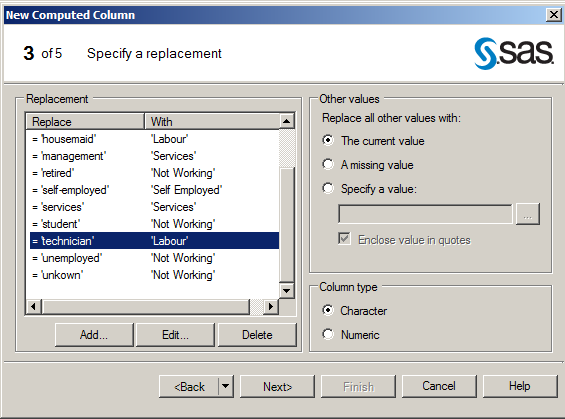 New Computed Column
3 of 5 Specify a replacement
sas.
Replacement
Replace With
= 'housemaid' 'Labour'
= 'management' 'Services'
= 'retired' 'Not Working'
= 'self-employed' 'Self Employed'
= 'services' 'Services'
= 'student' 'Not Working'
= 'technician' 'Labour'
= 'unemployed' 'Not Working'
= 'unkown' 'Not Working'
Add... Edit... Delete
Other values
Replace all other values with:
The current value
A missing value
Specify a value:
...
Enclose value in quotes
Column type
Character
Numeric
<Back Next> Finish Cancel Help